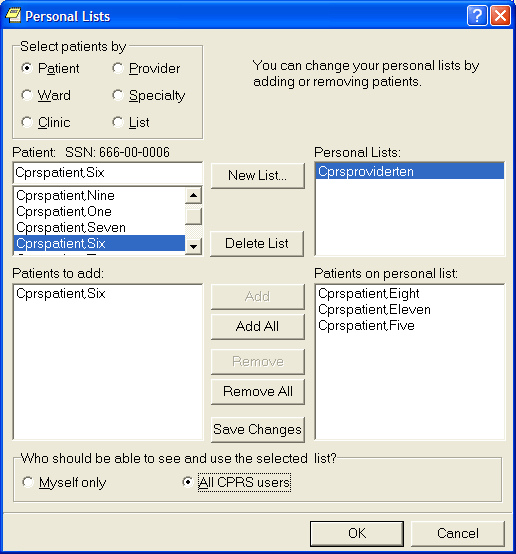 Personal Lists
Select patients by
Patient
Provider
Ward
Specialty
Clinic
List
You can change your personal lists by
adding or removing patients.
Patient: SSN: 666-00-0006
Cprspatient,Six
Cprspatient,Nine
Cprspatient,One
Cprspatient,Seven
Cprspatient,Six
New List...
Delete List
Personal Lists:
Cprsproviderten
Patients to add:
Cprspatient,Six
Add
Add All
Remove
Remove All
Save Changes
Patients on personal list:
Cprspatient,Eight
Cprspatient,Eleven
Cprspatient,Five
Who should be able to see and use the selected list?
Myself only
All CPRS users
OK
Cancel